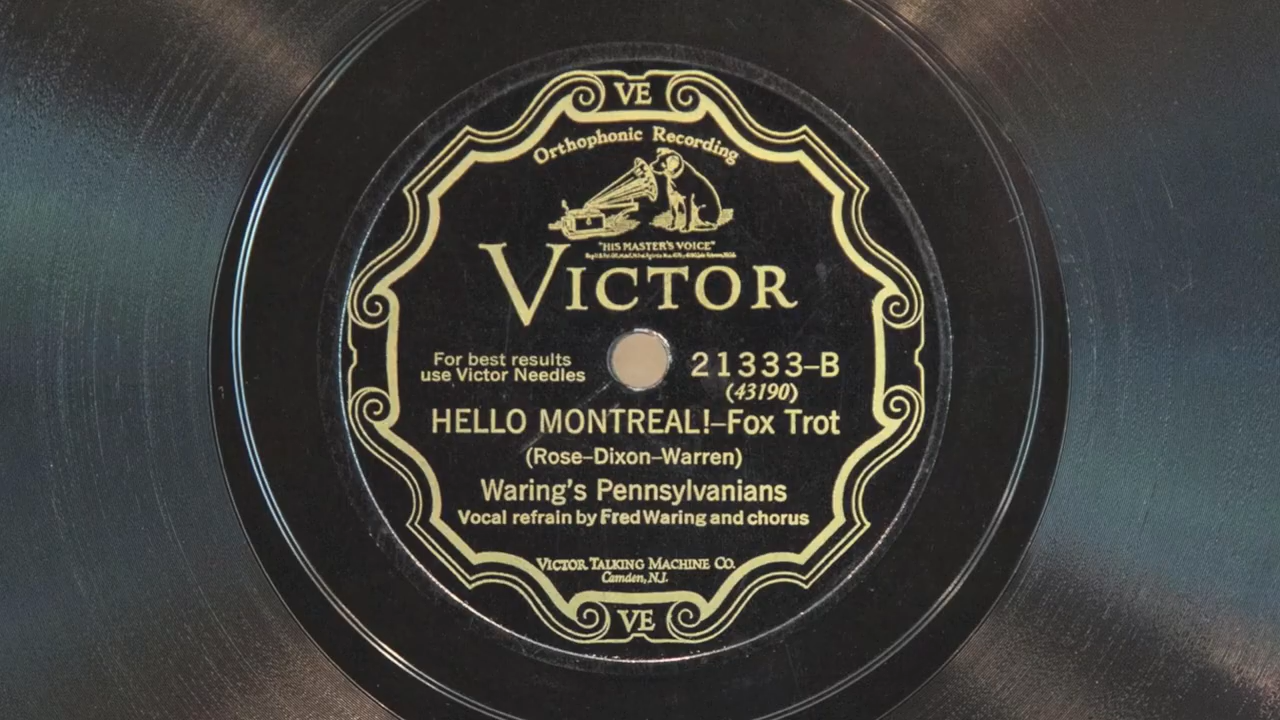 VE
Orthophonic Recording
"HIS MASTER'S VOICE"
VICTOR
For best results
use Victor Needles
21333-B
(43190)
HELLO MONTREAL!-Fox Trot
(Rose-Dixon-Warren)
Waring's Pennsylvanians
Vocal refrain by Fred Waring and chorus
VICTOR TALKING MACHINE CO.
Camden, N.J.
VE